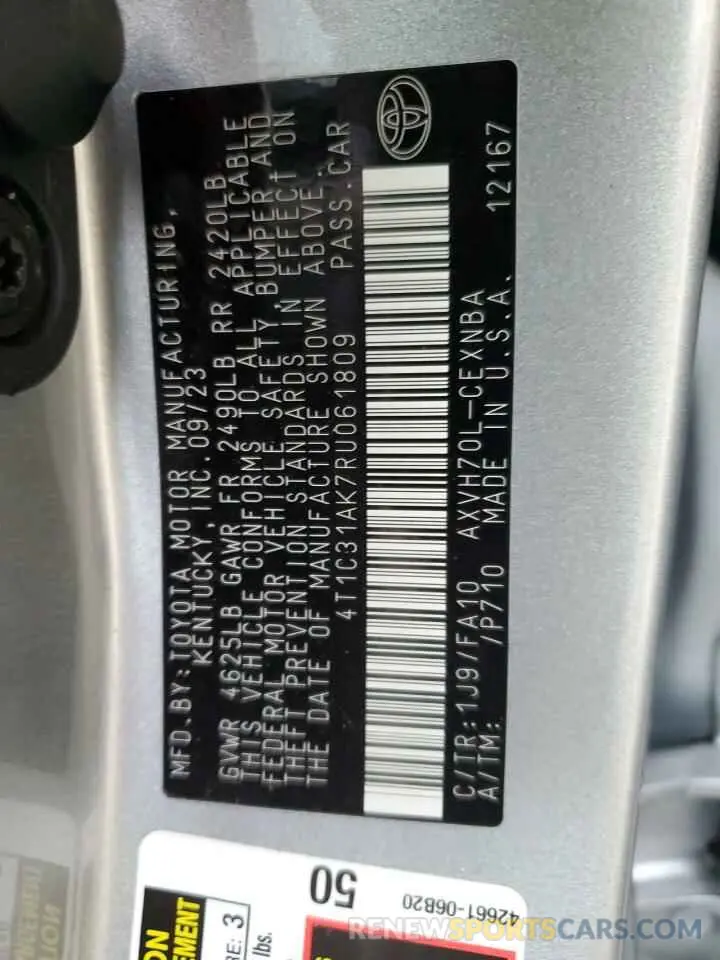 MFD.BY:TOYOTA MOTOR MANUFACTURING,
KENTUCKY, INC. 09/23
GVWR 4625LB GAWR FR 2490LB RR 2420LB
THIS VEHICLE CONFORMS TO ALL APPLICABLE
FEDERAL MOTOR VEHICLE SAFETY, BUMPER AND
THEFT PREVENTION STANDARDS IN EFFECT ON
THE DATE OF MANUFACTURE SHOWN ABOVE.
4T1C31AK7RU061809 PASS.CAR
C/TR:1J9/FA10 AXVH70L-CEXNBA 12167
A/TM: /P710 MADE IN U.S.A.
50
42661-06B20
3
lbs.
RENEWSPORTSCARS.COM